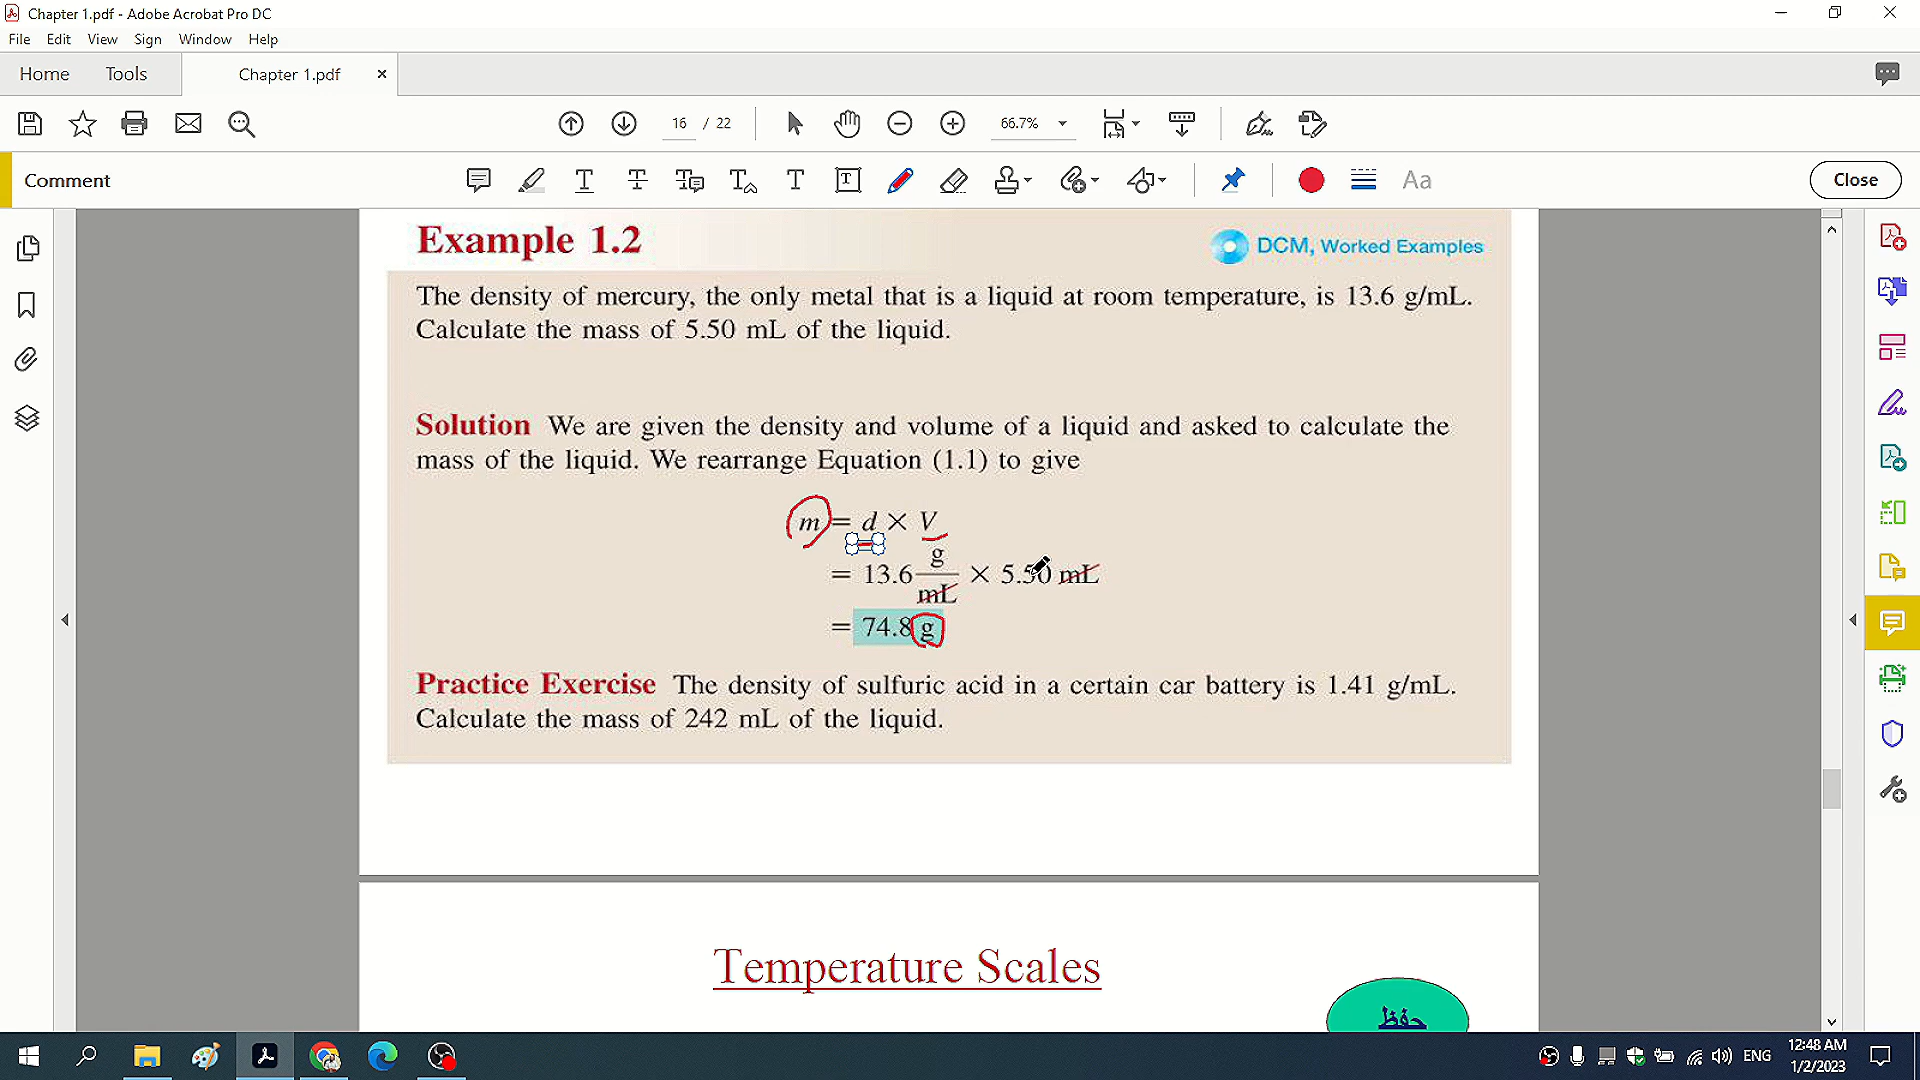 Chapter 1.pdf - Adobe Acrobat Pro DC
File Edit View Sign Window Help
Home Tools Chapter 1.pdf
16 / 22 66.7%
Comment Aa Close
Example 1.2
DCM, Worked Examples
The density of mercury, the only metal that is a liquid at room temperature, is 13.6 g/mL.
Calculate the mass of 5.50 mL of the liquid.
Solution We are given the density and volume of a liquid and asked to calculate the
mass of the liquid. We rearrange Equation (1.1) to give
m = d × V
= 13.6 g/mL × 5.50 mL
= 74.8 g
Practice Exercise The density of sulfuric acid in a certain car battery is 1.41 g/mL.
Calculate the mass of 242 mL of the liquid.
Temperature Scales
حفظ
ENG 12:48 AM
1/2/2023